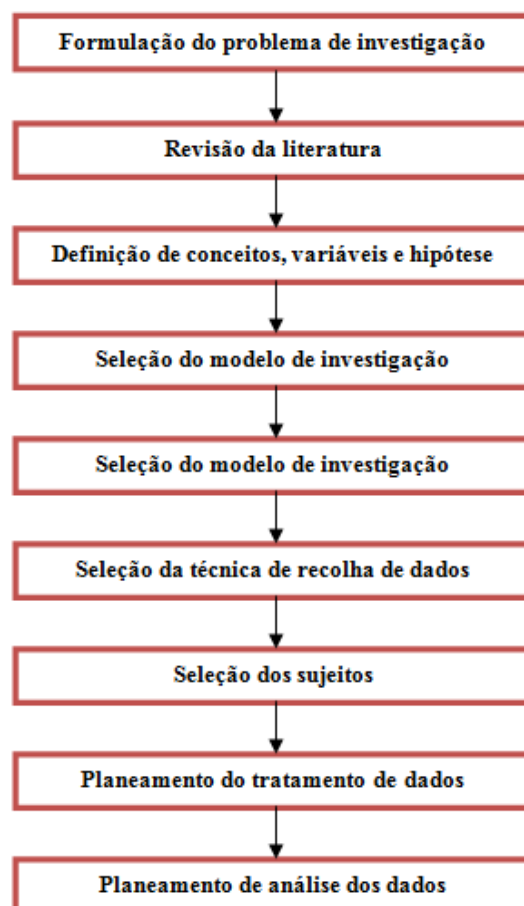 Formulação do problema de investigação
Revisão da literatura
Definição de conceitos, variáveis e hipótese
Seleção do modelo de investigação
Seleção do modelo de investigação
Seleção da técnica de recolha de dados
Seleção dos sujeitos
Planeamento do tratamento de dados
Planeamento de análise dos dados